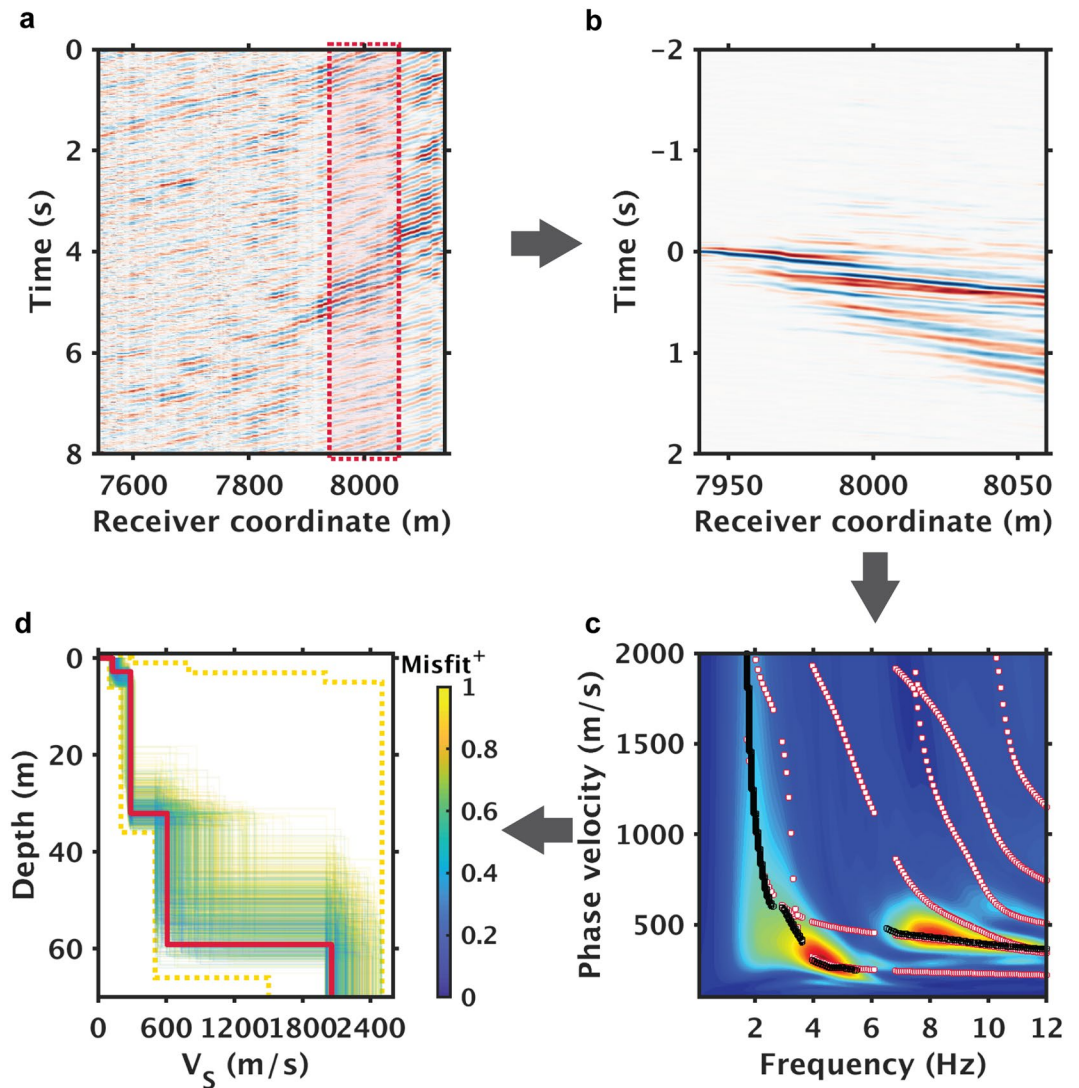 a
0
2
4
6
8
Time (s)
7600 7800 8000
Receiver coordinate (m)
b
-2
-1
0
1
2
Time (s)
7950 8000 8050
Receiver coordinate (m)
d
0
20
40
60
Depth (m)
0 600 1200 1800 2400
V_S (m/s)
Misfit⁺
1
0.8
0.6
0.4
0.2
0
c
2000
1500
1000
500
Phase velocity (m/s)
2 4 6 8 10 12
Frequency (Hz)